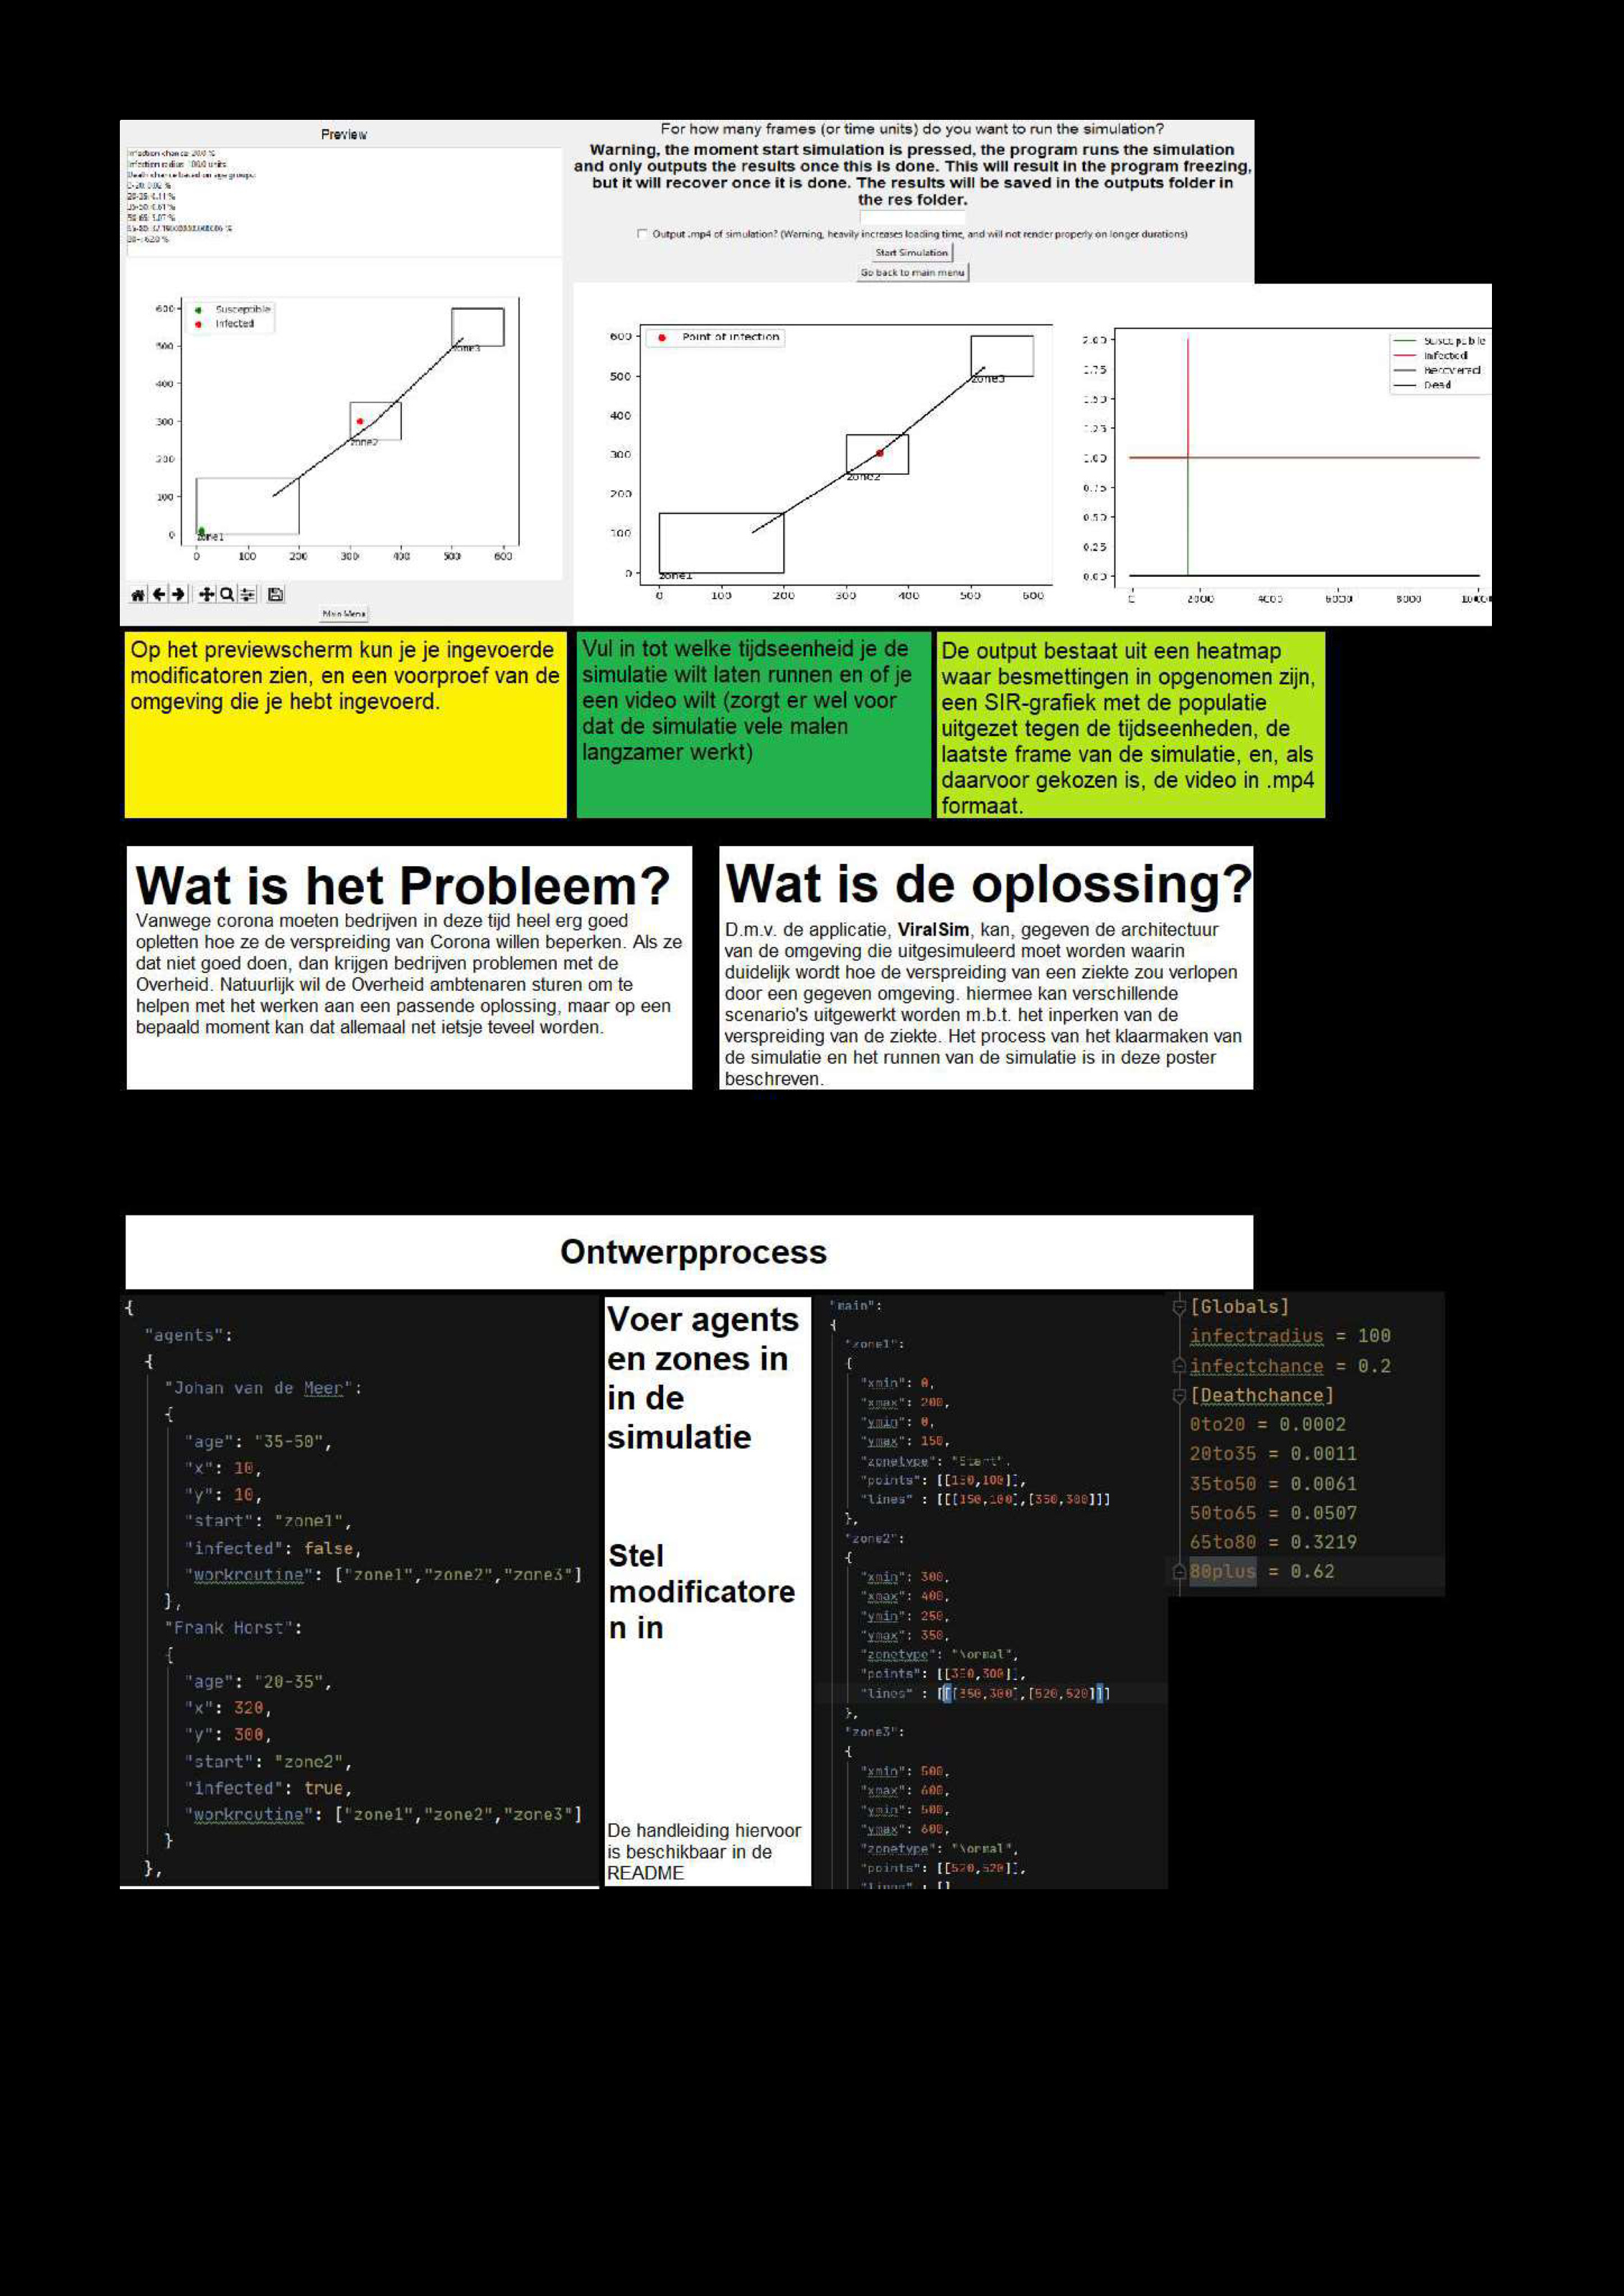 Preview
Infection chance: 20.0 %
Infection radius: 100.0 units
Death chance based on age groups:
0-20: 0.02 %
20-35: 0.11 %
35-50: 0.61 %
50-65: 5.07 %
80+: 62.0 %
For how many frames (or time units) do you want to run the simulation?
Warning, the moment start simulation is pressed, the program runs the simulation
and only outputs the results once this is done. This will result in the program freezing,
but it will recover once it is done. The results will be saved in the outputs folder in
the res folder.
Output .mp4 of simulation? (Warning, heavily increases loading time, and will not render properly on longer durations)
Start Simulation
Go back to main menu
Susceptible
Infected
600
500
400
300
200
100
0
zone3
zone2
zone1
0 100 200 300 400 500 600
Main Menu
Point of infection
600
500
400
300
200
100
0
zone3
zone2
zone1
0 100 200 300 400 500 600
Susceptible
Infected
Recovered
Dead
2.00
1.75
1.50
1.25
1.00
0.75
0.50
0.25
0.00
0 2000 4000 6000 8000 10000
Op het previewscherm kun je je ingevoerde
modificatoren zien, en een voorproef van de
omgeving die je hebt ingevoerd.
Vul in tot welke tijdseenheid je de
simulatie wilt laten runnen en of je
een video wilt (zorgt er wel voor
dat de simulatie vele malen
langzamer werkt)
De output bestaat uit een heatmap
waar besmettingen in opgenomen zijn,
een SIR-grafiek met de populatie
uitgezet tegen de tijdseenheden, de
laatste frame van de simulatie, en, als
daarvoor gekozen is, de video in .mp4
formaat.
Wat is het Probleem?
Vanwege corona moeten bedrijven in deze tijd heel erg goed
opletten hoe ze de verspreiding van Corona willen beperken. Als ze
dat niet goed doen, dan krijgen bedrijven problemen met de
Overheid. Natuurlijk wil de Overheid ambtenaren sturen om te
helpen met het werken aan een passende oplossing, maar op een
bepaald moment kan dat allemaal net ietsje teveel worden.
Wat is de oplossing?
D.m.v. de applicatie, ViralSim, kan, gegeven de architectuur
van de omgeving die uitgesimuleerd moet worden waarin
duidelijk wordt hoe de verspreiding van een ziekte zou verlopen
door een gegeven omgeving. hiermee kan verschillende
scenario's uitgewerkt worden m.b.t. het inperken van de
verspreiding van de ziekte. Het process van het klaarmaken van
de simulatie en het runnen van de simulatie is in deze poster
beschreven.
Ontwerpprocess
{
"agents":
{
"Johan van de Meer":
{
"age": "35-50",
"x": 10,
"y": 10,
"start": "zone1",
"infected": false,
"workroutine": ["zone1","zone2","zone3"]
},
"Frank Horst":
{
"age": "20-35",
"x": 320,
"y": 300,
"start": "zone2",
"infected": true,
"workroutine": ["zone1","zone2","zone3"]
}
},
Voer agents
en zones in
in de
simulatie
Stel
modificatore
n in
De handleiding hiervoor
is beschikbaar in de
README
"main":
{
"zone1":
{
"xmin": 0,
"xmax": 200,
"ymin": 0,
"ymax": 150,
"zonetype": "Start",
"points": [[150,100]],
"lines" : [[[150,100],[350,300]]]
},
"zone2":
{
"xmin": 300,
"xmax": 400,
"ymin": 250,
"ymax": 350,
"zonetype": "Normal",
"points": [[350,300]],
"lines" : [[[350,300],[520,520]]]
},
"zone3":
{
"xmin": 500,
"xmax": 600,
"ymin": 500,
"ymax": 600,
"zonetype": "Normal",
"points": [[520,520]],
"lines" : []
[Globals]
infectradius = 100
infectchance = 0.2
[Deathchance]
0to20 = 0.0002
20to35 = 0.0011
35to50 = 0.0061
50to65 = 0.0507
65to80 = 0.3219
80plus = 0.62